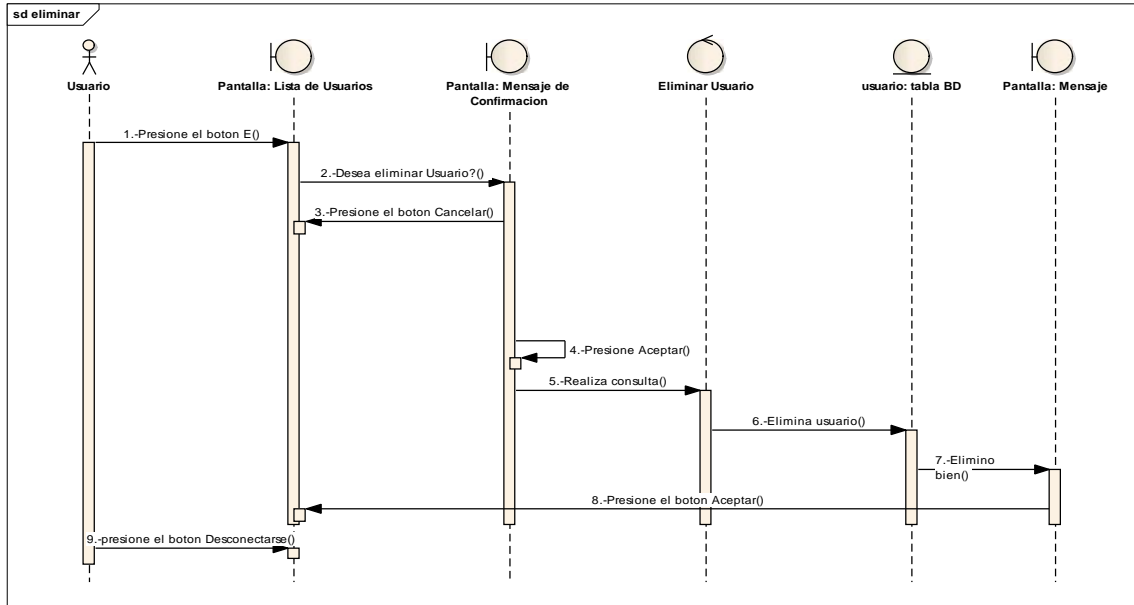 sd eliminar
Usuario
Pantalla: Lista de Usuarios
Pantalla: Mensaje de
Confirmacion
Eliminar Usuario
usuario: tabla BD
Pantalla: Mensaje
1.-Presione el boton E()
2.-Desea eliminar Usuario?()
3.-Presione el boton Cancelar()
4.-Presione Aceptar()
5.-Realiza consulta()
6.-Elimina usuario()
7.-Elimino
bien()
8.-Presione el boton Aceptar()
9.-presione el boton Desconectarse()